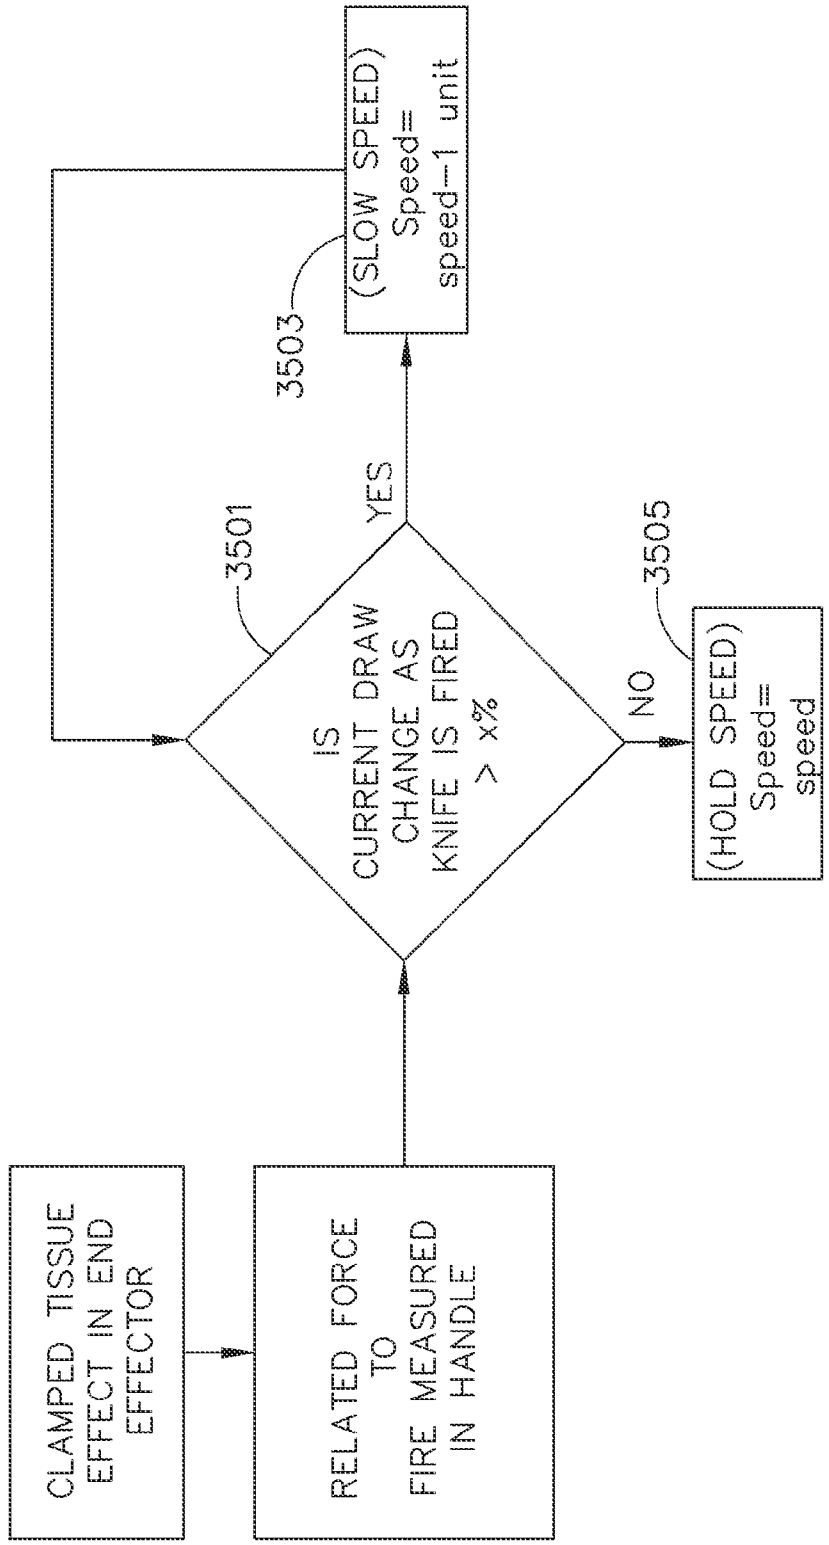 CLAMPED TISSUE
EFFECT IN END
EFFECTOR
RELATED FORCE
TO
FIRE MEASURED
IN HANDLE
IS
CURRENT DRAW
CHANGE AS
KNIFE IS FIRED
> x%
3501
YES
3503
(SLOW SPEED)
Speed=
speed-1 unit
NO
3505
(HOLD SPEED)
Speed=
speed